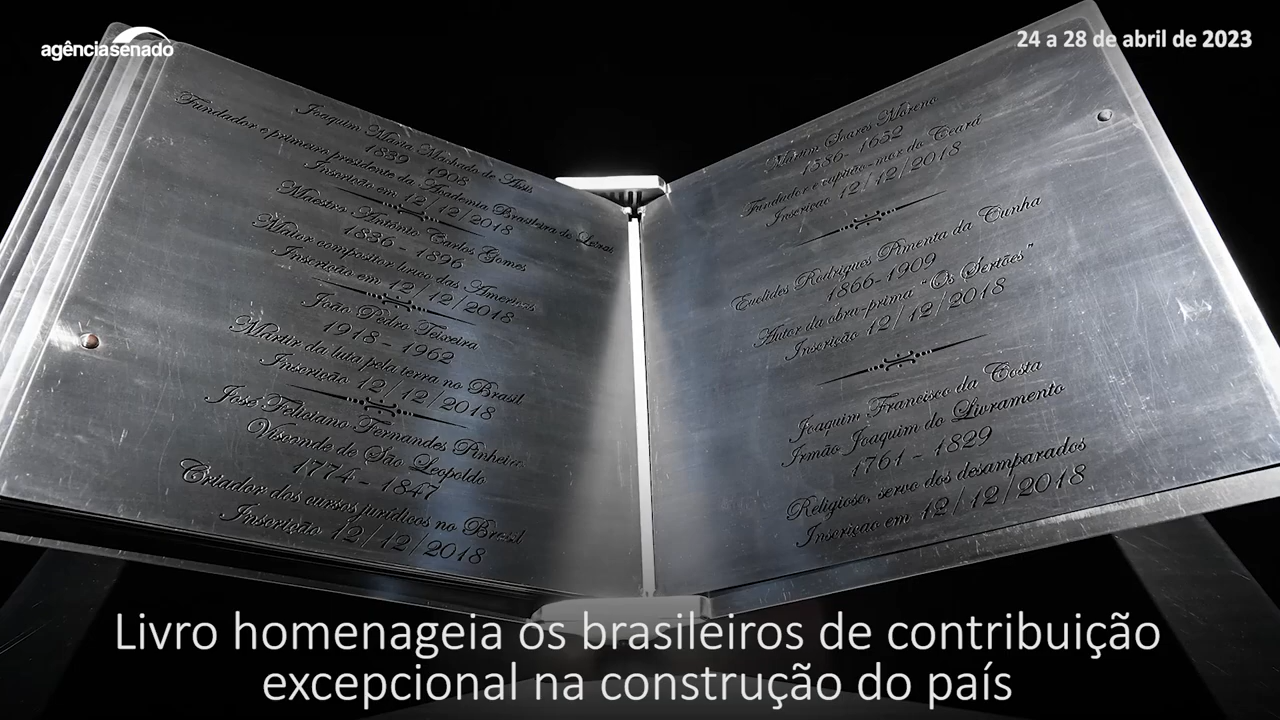 agênciasenado
24 a 28 de abril de 2023
Joaquim Maria Machado de Assis
1839 1908
Fundador e primeiro presidente da Academia Brasileira de Letras
Inscrição em 12/12/2018
Maestro Antônio Carlos Gomes
1836 - 1896
Maior compositor lírico das Américas
Inscrição em 12/12/2018
João Pedro Teixeira
1918 - 1962
Martir da luta pela terra no Brasil
Inscrição 12/12/2018
José Feliciano Fernandes Pinheiro
Visconde de São Leopoldo
1774 - 1847
Criador dos cursos jurídicos no Brasil
Inscrição 12/12/2018
Martim Soares Moreno
1586- 1632
Fundador e capitão-mor do Ceará
Inscrição 12/12/2018
Euclides Rodrigues Pimenta da Cunha
1866-1909
Autor da obra-prima "Os Sertões"
Inscrição 12/12/2018
Joaquim Francisco da Costa
Irmão Joaquim do Livramento
1761 - 1829
Religioso, servo dos desamparados
Inscrição em 12/12/2018
Livro homenageia os brasileiros de contribuição
excepcional na construção do país